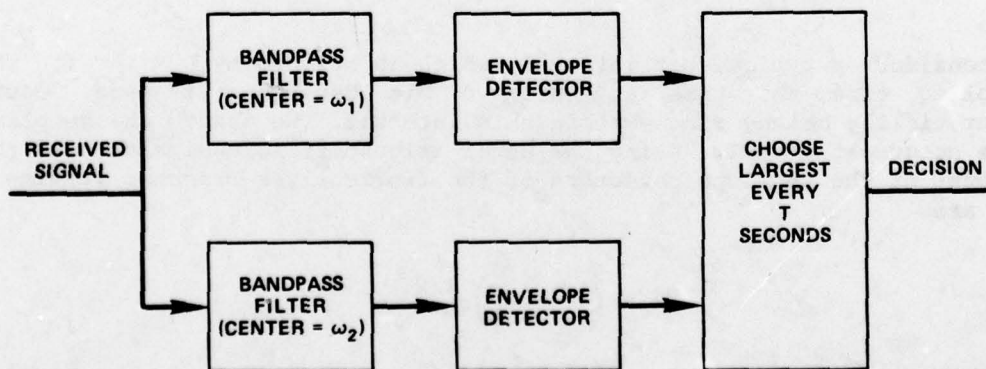 BANDPASS
FILTER
(CENTER = ω₁)
ENVELOPE
DETECTOR
RECEIVED
SIGNAL
CHOOSE
LARGEST
EVERY
T
SECONDS
DECISION
BANDPASS
FILTER
(CENTER = ω₂)
ENVELOPE
DETECTOR